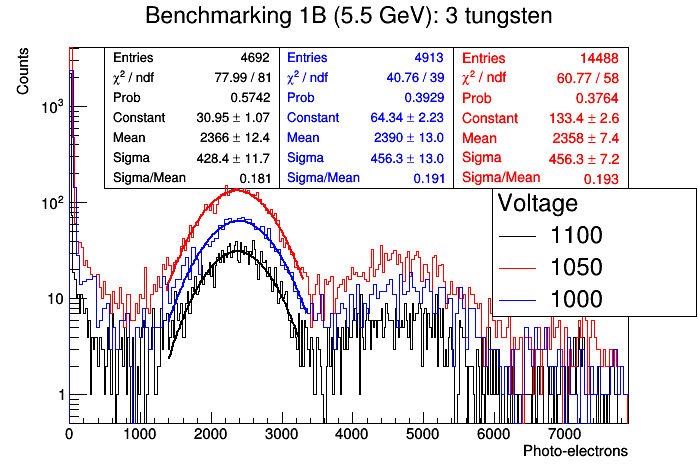 Benchmarking 1B (5.5 GeV): 3 tungsten
Counts
Entries 4692
χ² / ndf 77.99 / 81
Prob 0.5742
Constant 30.95 ± 1.07
Mean 2366 ± 12.4
Sigma 428.4 ± 11.7
Sigma/Mean 0.181
Entries 4913
χ² / ndf 40.76 / 39
Prob 0.3929
Constant 64.34 ± 2.23
Mean 2390 ± 13.0
Sigma 456.3 ± 13.0
Sigma/Mean 0.191
Entries 14488
χ² / ndf 60.77 / 58
Prob 0.3764
Constant 133.4 ± 2.6
Mean 2358 ± 7.4
Sigma 456.3 ± 7.2
Sigma/Mean 0.193
Voltage
1100
1050
1000
10³
10²
10
1
0 1000 2000 3000 4000 5000 6000 7000
Photo-electrons